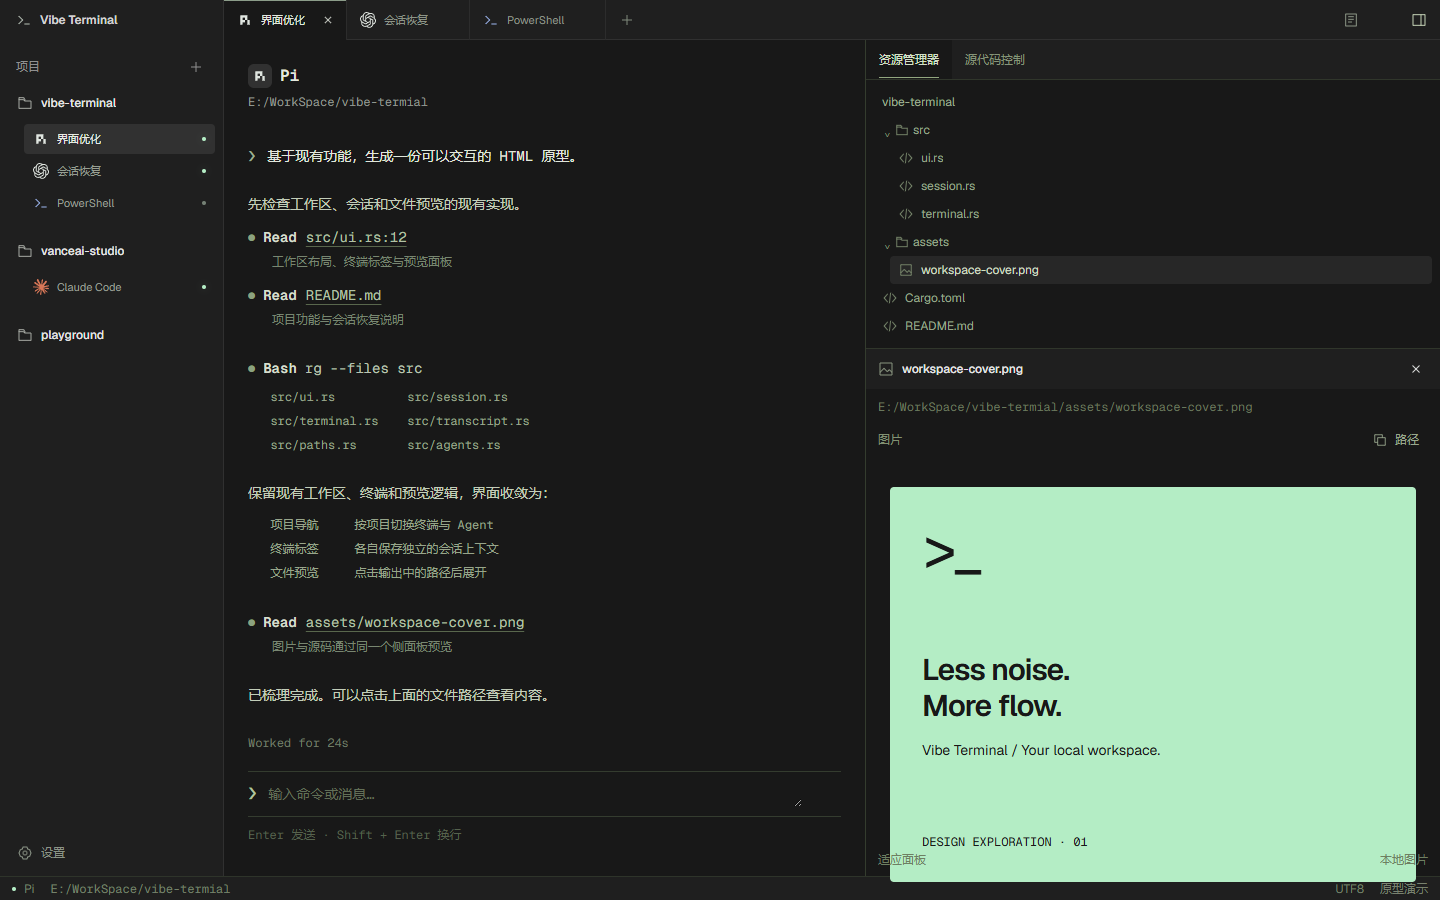 Vibe Terminal
项目
vibe-terminal
界面优化
会话恢复
PowerShell
vanceai-studio
Claude Code
playground
设置
界面优化
会话恢复
PowerShell
Pi
E:/WorkSpace/vibe-termial
基于现有功能，生成一份可以交互的 HTML 原型。
先检查工作区、会话和文件预览的现有实现。
Read src/ui.rs:12
工作区布局、终端标签与预览面板
Read README.md
项目功能与会话恢复说明
Bash rg --files src
src/ui.rs src/session.rs
src/terminal.rs src/transcript.rs
src/paths.rs src/agents.rs
保留现有工作区、终端和预览逻辑，界面收敛为：
项目导航 按项目切换终端与 Agent
终端标签 各自保存独立的会话上下文
文件预览 点击输出中的路径后展开
Read assets/workspace-cover.png
图片与源码通过同一个侧面板预览
已梳理完成。可以点击上面的文件路径查看内容。
Worked for 24s
输入命令或消息…
Enter 发送 · Shift + Enter 换行
资源管理器 源代码控制
vibe-terminal
src
ui.rs
session.rs
terminal.rs
assets
workspace-cover.png
Cargo.toml
README.md
workspace-cover.png
E:/WorkSpace/vibe-termial/assets/workspace-cover.png
图片 路径
>_
Less noise.
More flow.
Vibe Terminal / Your local workspace.
DESIGN EXPLORATION · 01
适应面板 本地图片
Pi E:/WorkSpace/vibe-termial
UTF8 原型演示